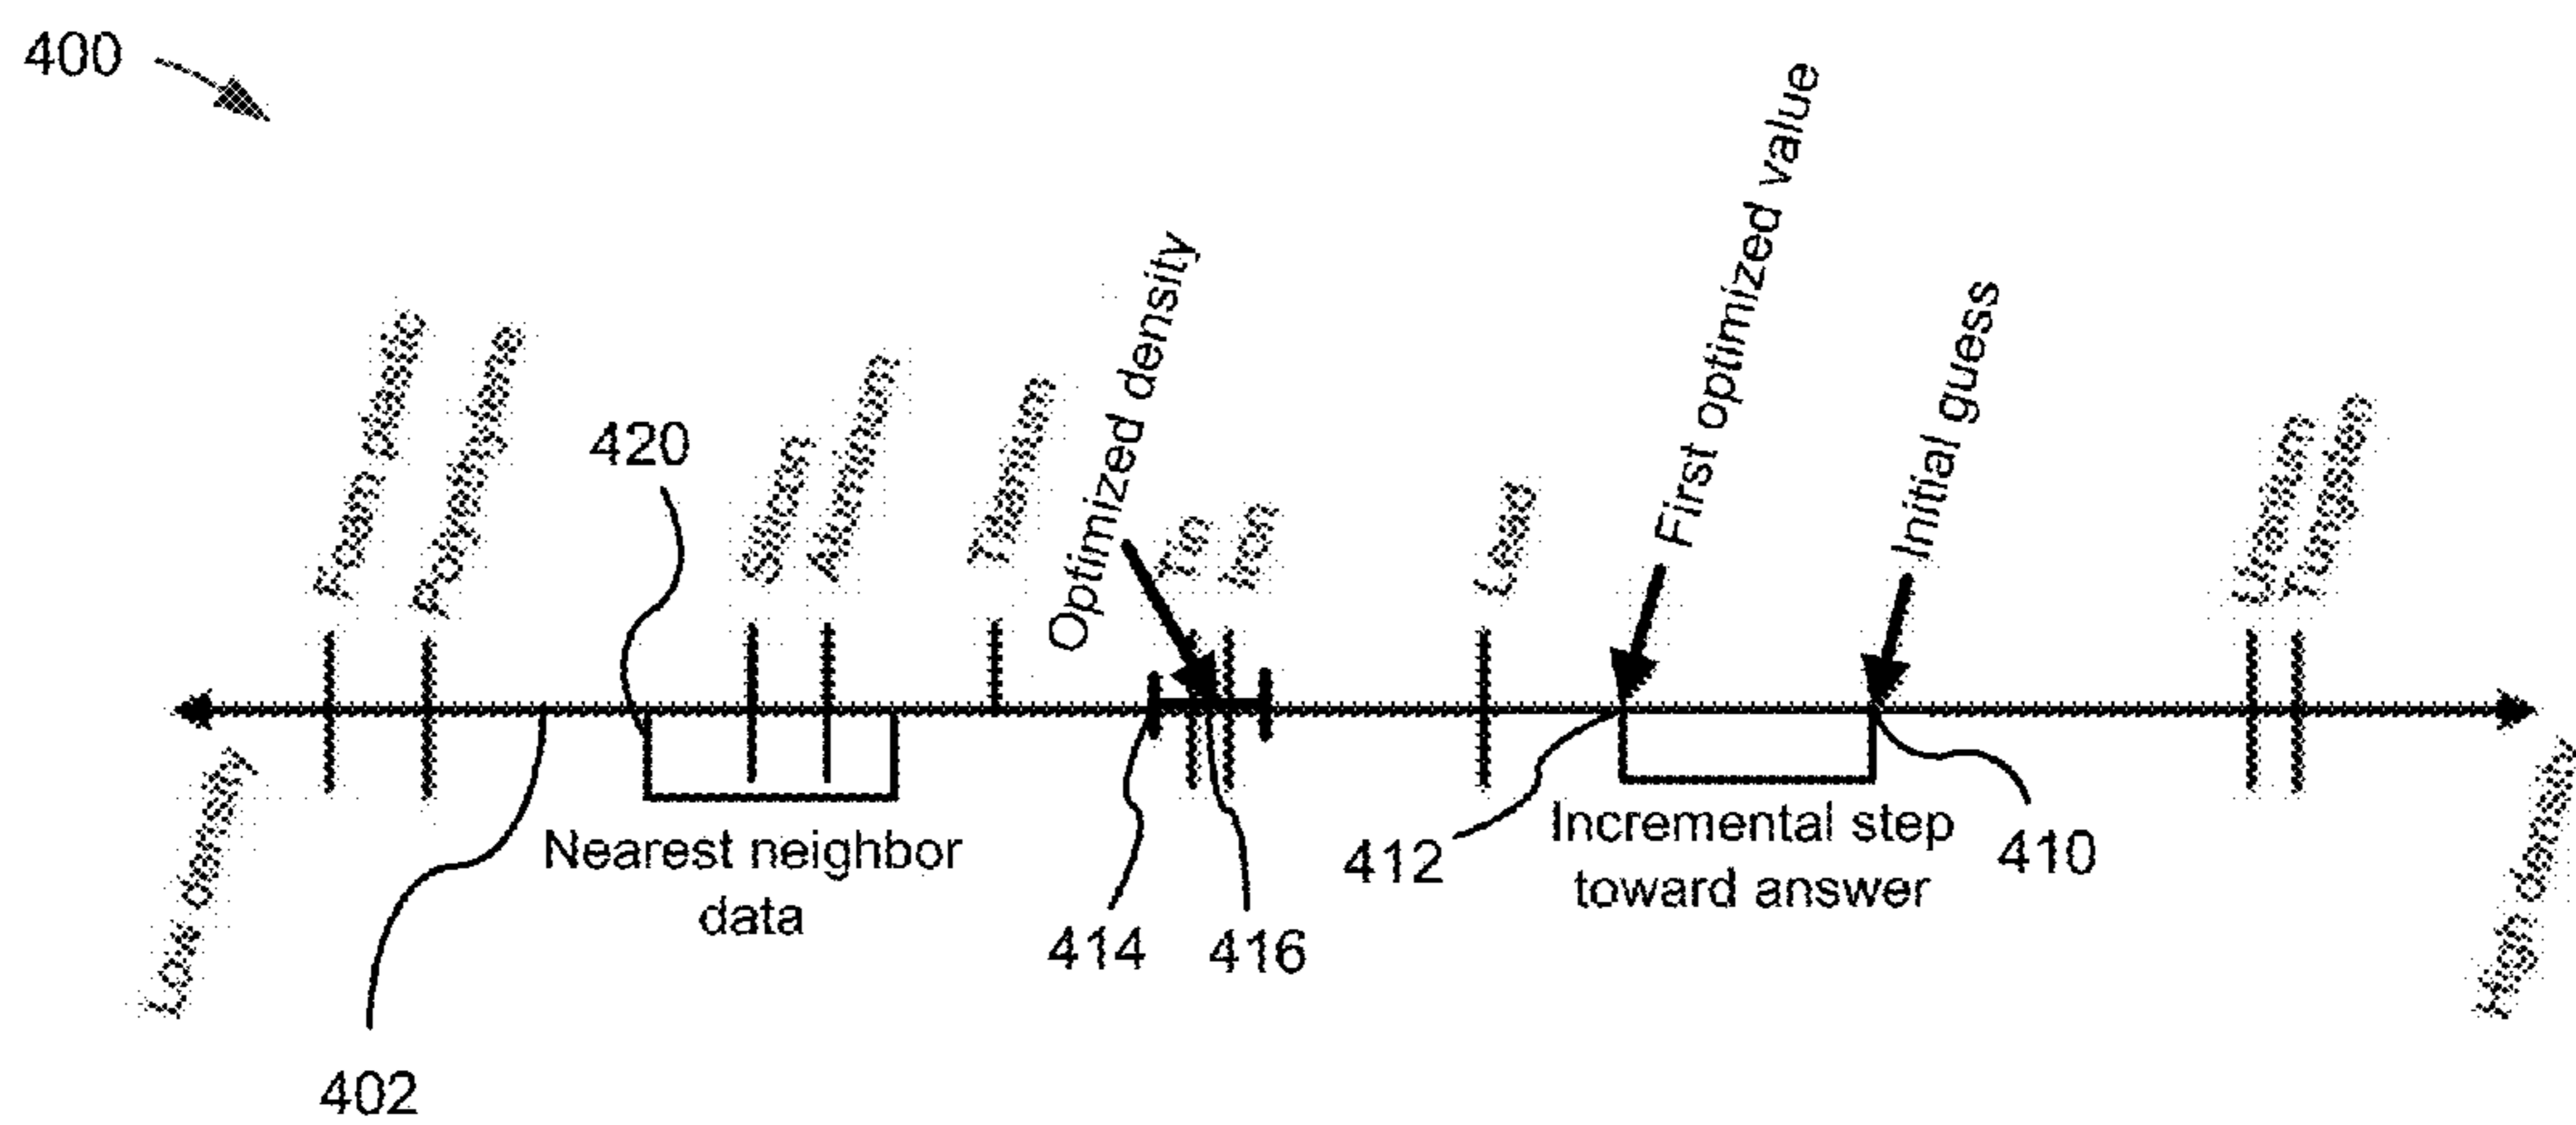 400
First optimized value
Optimized density
Initial guess
Foam plastic
Polyethylene
420
Silicon
Aluminum
Titanium
Tin
Iron
Lead
Uranium
Tungsten
Low density
High density
Nearest neighbor
data
Incremental step
toward answer
412
410
414
416
402